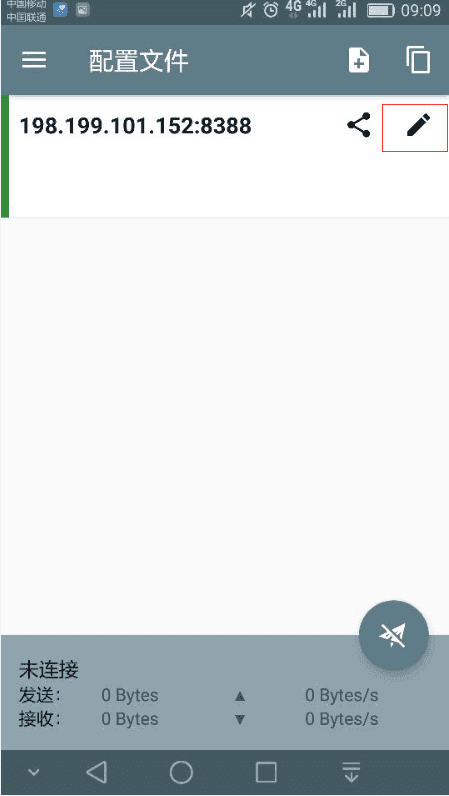 中国移动
中国联通
4G 4G 2G 09:09
配置文件
198.199.101.152:8388
未连接
发送： 0 Bytes ▲ 0 Bytes/s
接收： 0 Bytes ▼ 0 Bytes/s